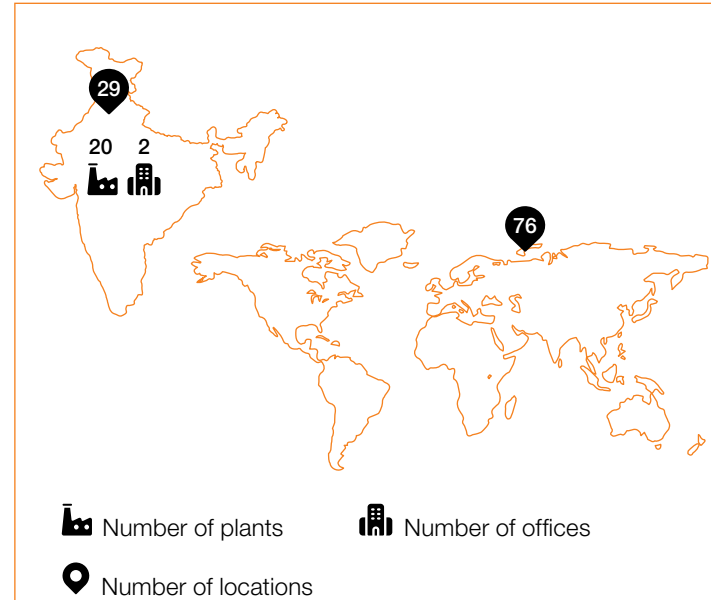 29
20 2
76
Number of plants
Number of offices
Number of locations